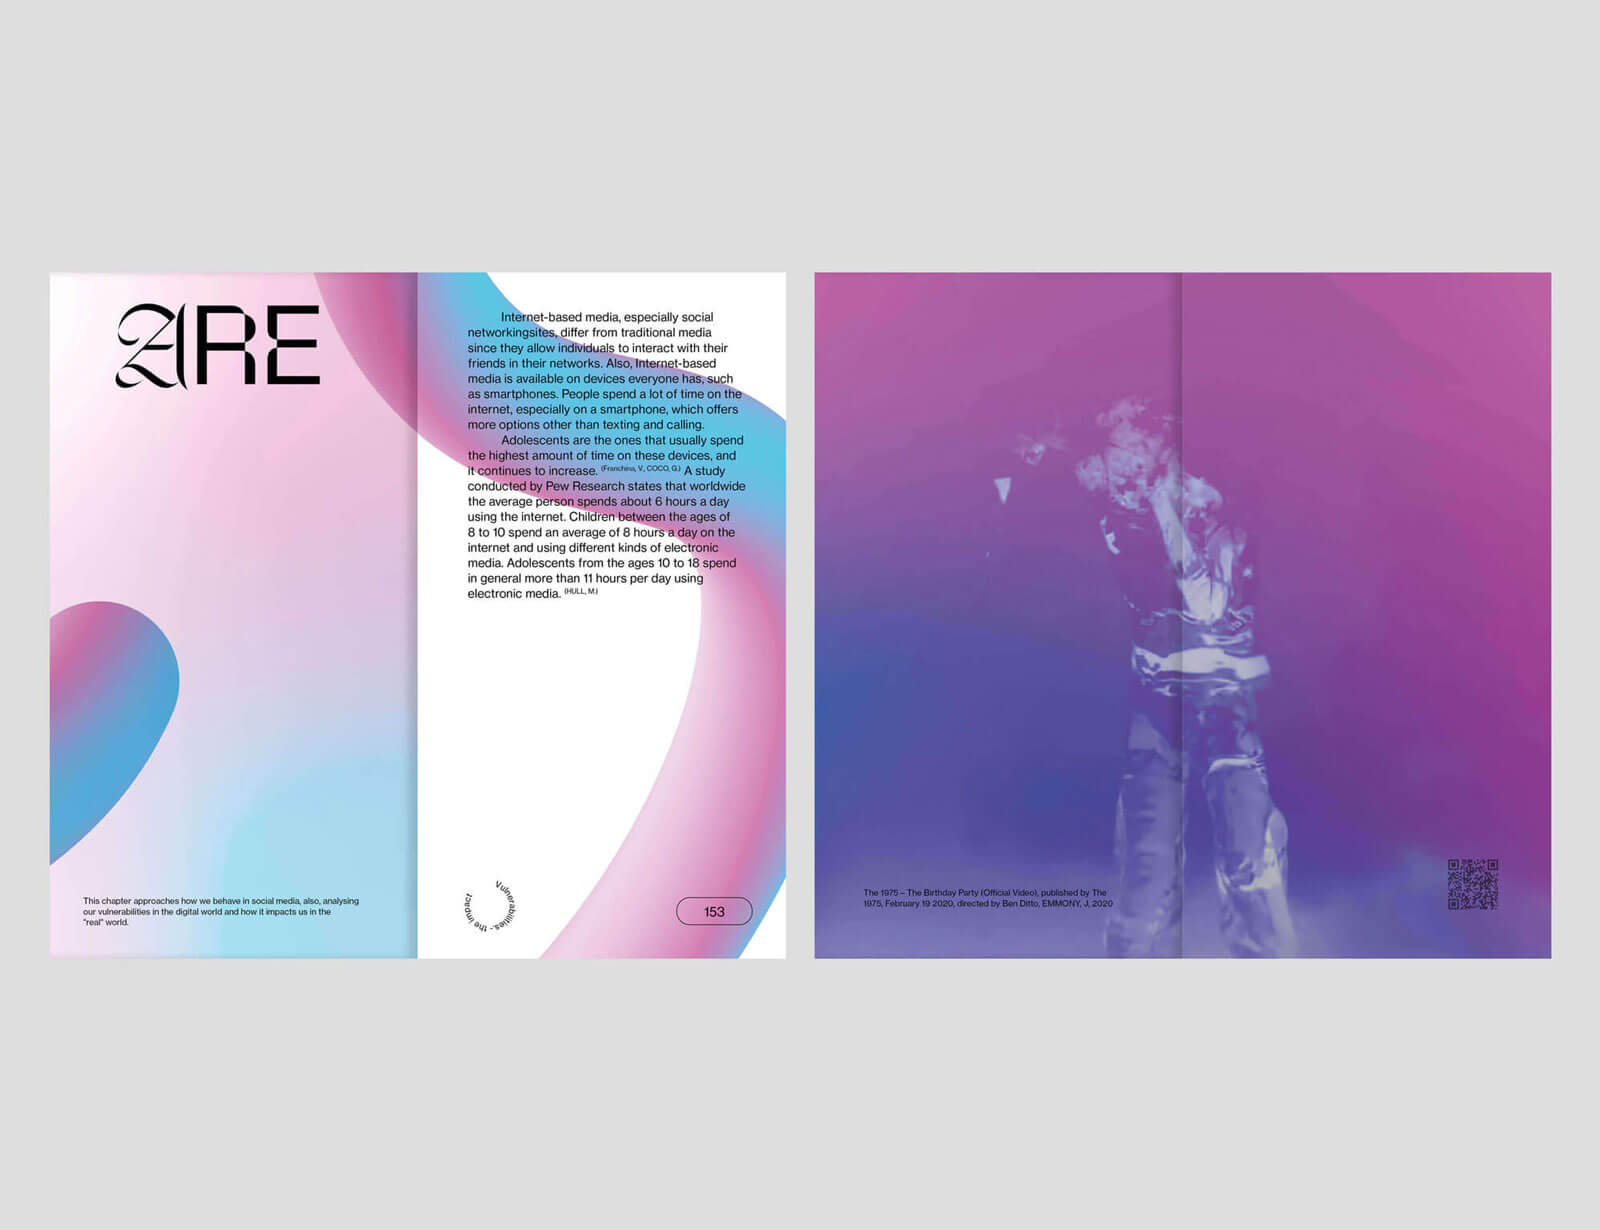 ARE
This chapter approaches how we behave in social media, also, analysing
our vulnerabilities in the digital world and how it impacts us in the
"real" world.
Internet-based media, especially social
networkingsites, differ from traditional media
since they allow individuals to interact with their
friends in their networks. Also, Internet-based
media is available on devices everyone has, such
as smartphones. People spend a lot of time on the
internet, especially on a smartphone, which offers
more options other than texting and calling.
Adolescents are the ones that usually spend
the highest amount of time on these devices, and
it continues to increase. (Franchina, V., COCO, G.) A study
conducted by Pew Research states that worldwide
the average person spends about 6 hours a day
using the internet. Children between the ages of
8 to 10 spend an average of 8 hours a day on the
internet and using different kinds of electronic
media. Adolescents from the ages 10 to 18 spend
in general more than 11 hours per day using
electronic media. (HULL, M.)
Vulnerabilities - the impact
153
The 1975 – The Birthday Party (Official Video), published by The
1975, February 19 2020, directed by Ben Ditto, EMMONY, J, 2020